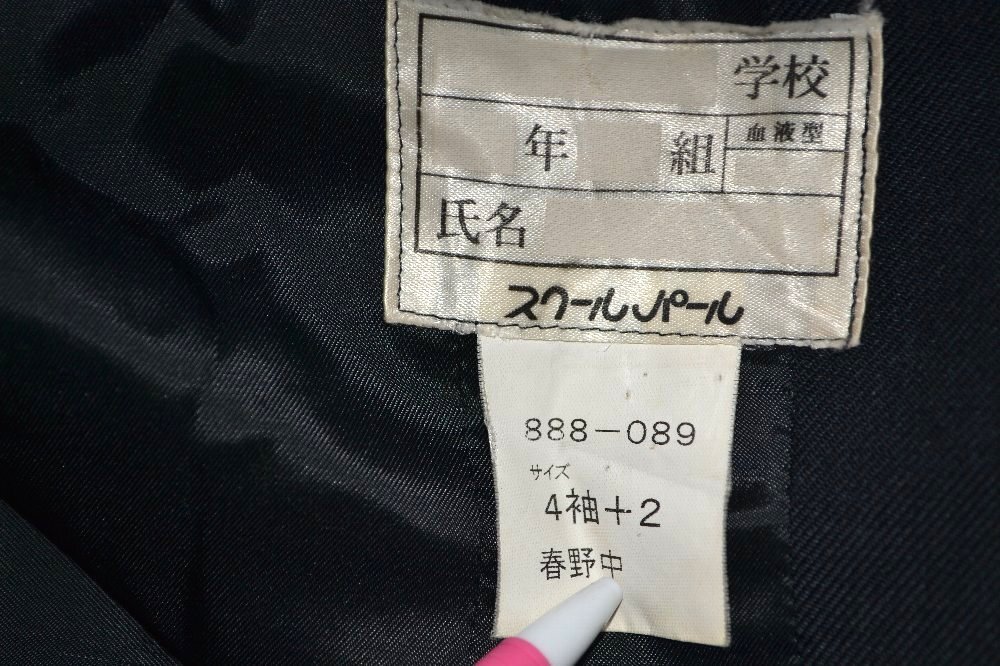 学校
年 組 血液型
氏名
スクールパール
888-089
サイズ
4袖+2
春野中